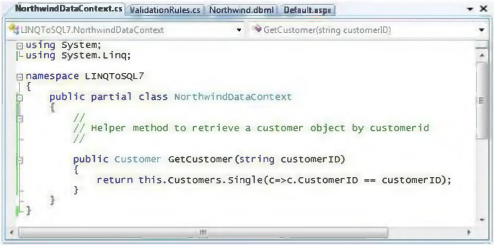 NorthwindDataContext.cs ValidationRules.cs Northwind.dbml Default.aspx
LINQToSQL7.NorthwindDataContext GetCustomer(string customerID)
using System;
using System.Linq;
namespace LINQToSQL7
{
public partial class NorthwindDataContext
{
//
// Helper method to retrieve a customer object by customerid
//
public Customer GetCustomer(string customerID)
{
return this.Customers.Single(c=>c.CustomerID == customerID);
}
}
}